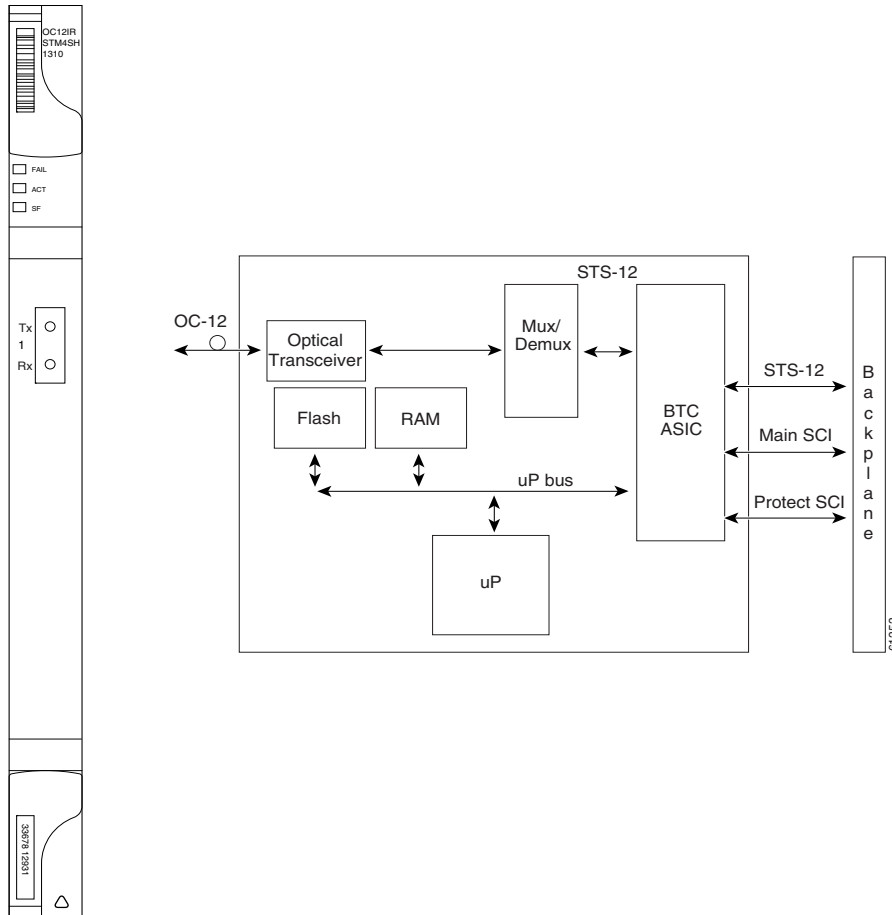 OC12IR
STM4SH
1310
FAIL
ACT
SF
Tx
1
Rx
33678 12931
OC-12
Optical
Transceiver
Flash
RAM
uP bus
uP
STS-12
Mux/
Demux
BTC
ASIC
STS-12
Main SCI
Protect SCI
Backplane